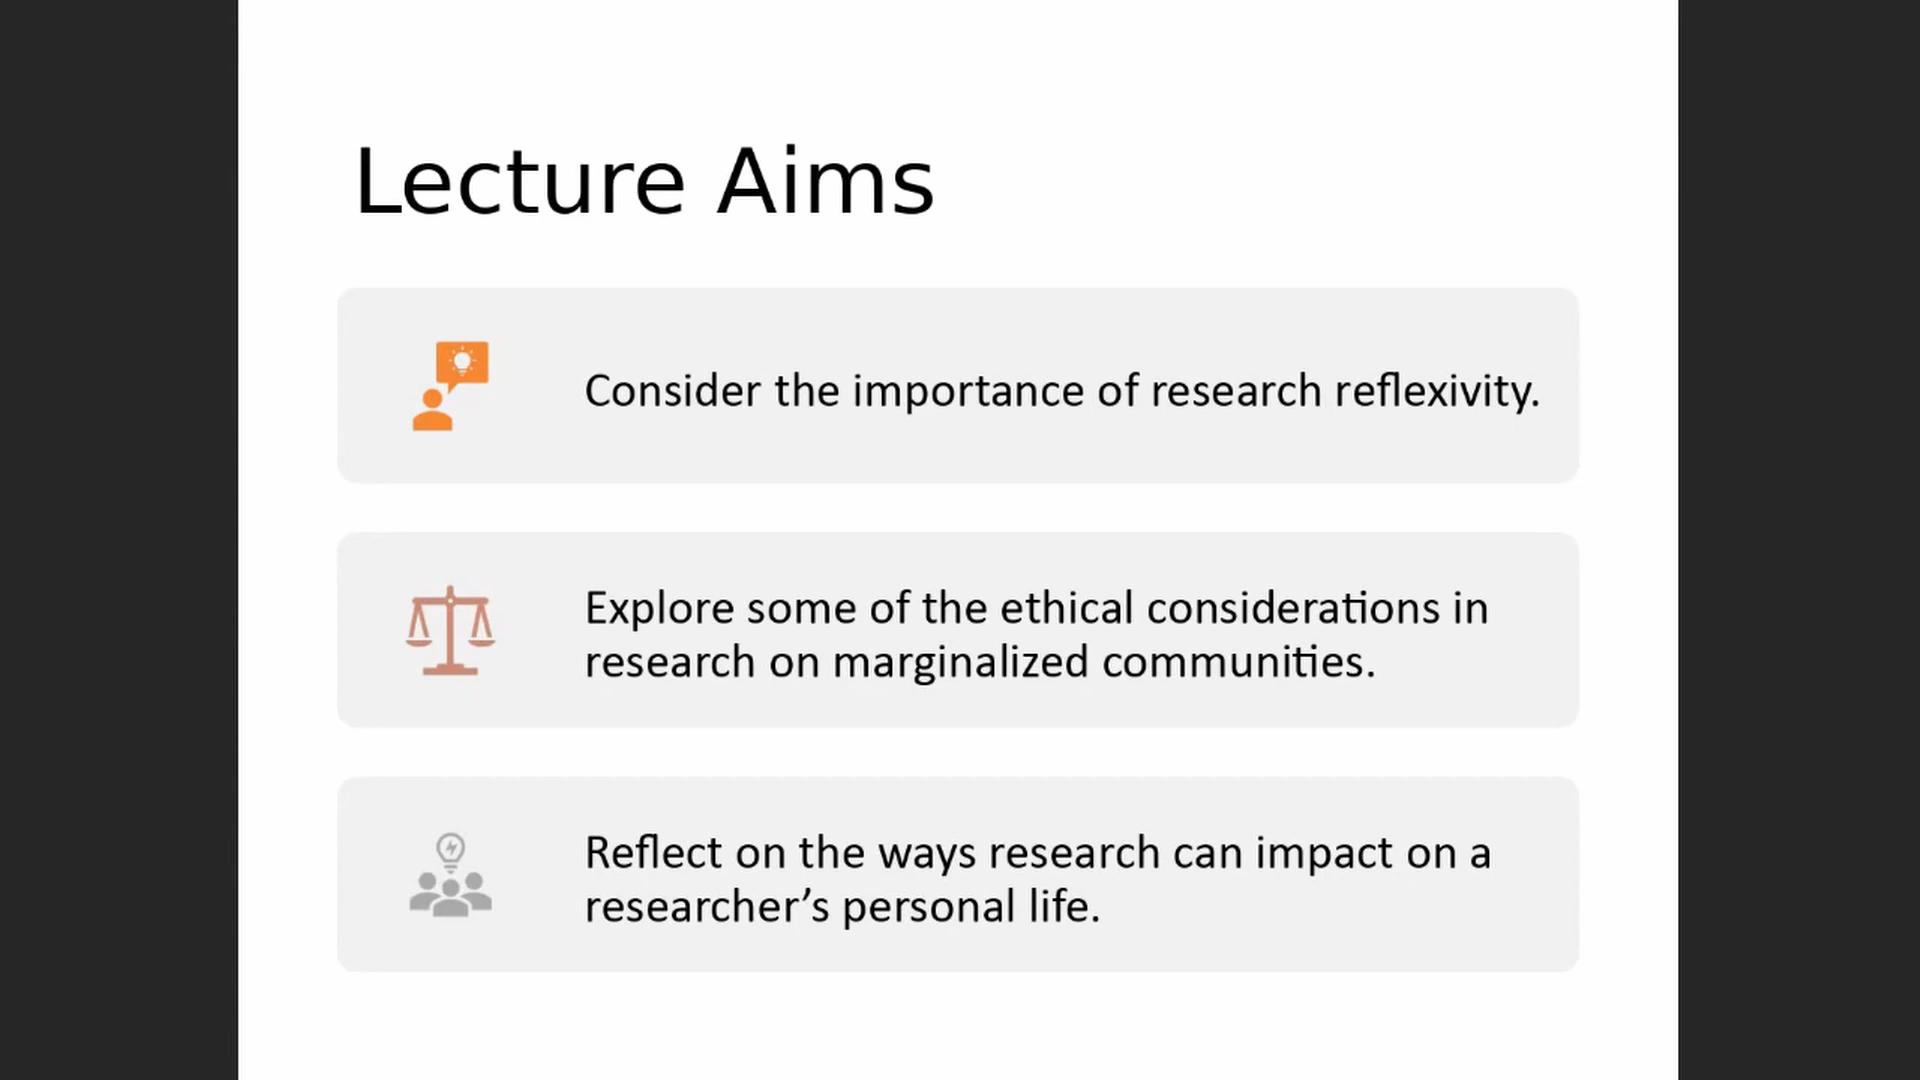 Lecture Aims
Consider the importance of research reflexivity.
Explore some of the ethical considerations in
research on marginalized communities.
Reflect on the ways research can impact on a
researcher’s personal life.